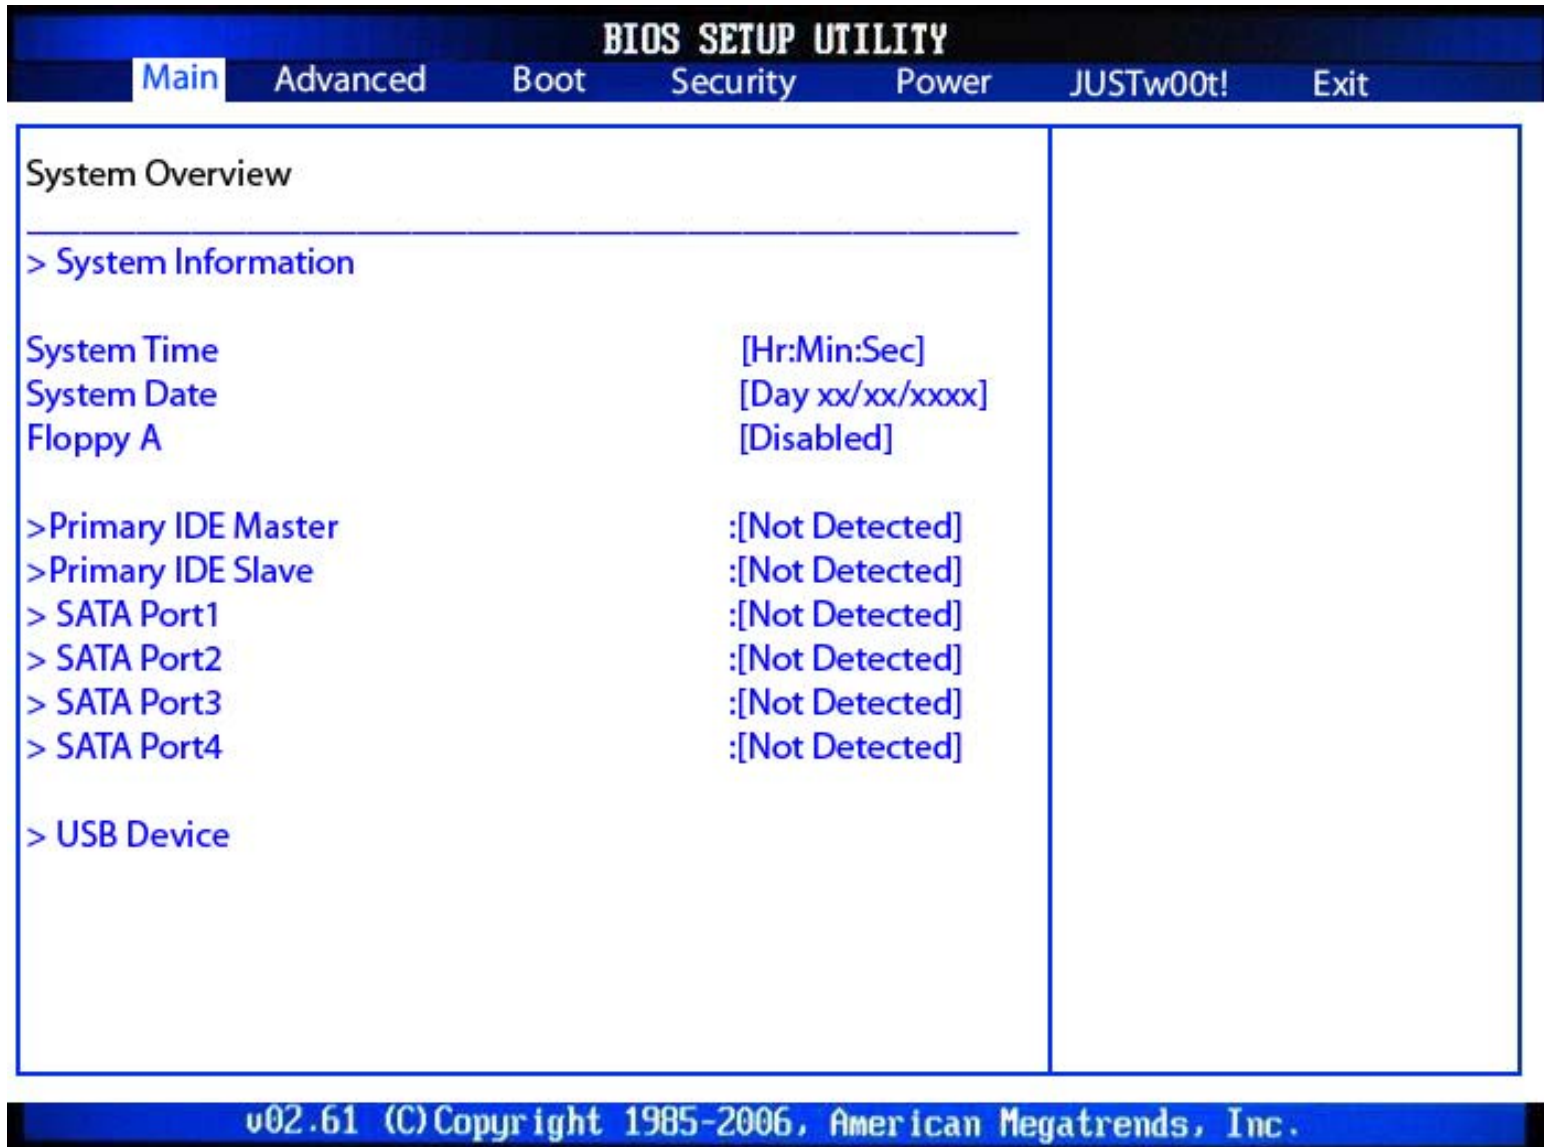 BIOS SETUP UTILITY
Main Advanced Boot Security Power JUSTw00t! Exit
System Overview
> System Information
System Time [Hr:Min:Sec]
System Date [Day xx/xx/xxxx]
Floppy A [Disabled]
>Primary IDE Master :[Not Detected]
>Primary IDE Slave :[Not Detected]
> SATA Port1 :[Not Detected]
> SATA Port2 :[Not Detected]
> SATA Port3 :[Not Detected]
> SATA Port4 :[Not Detected]
> USB Device
v02.61 (C)Copyright 1985-2006, American Megatrends, Inc.